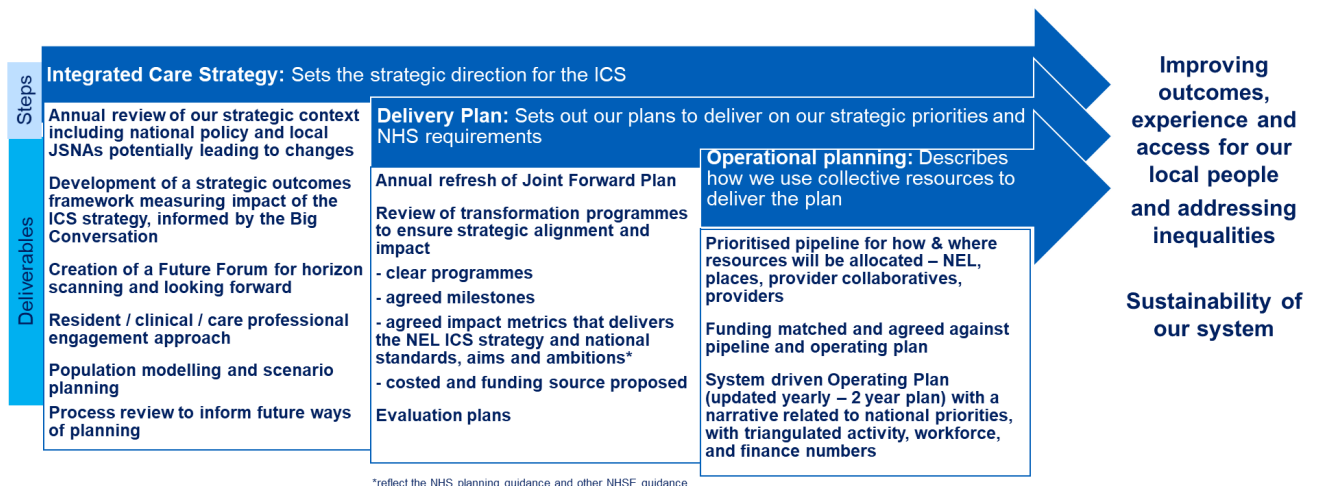 Steps
Deliverables
Integrated Care Strategy: Sets the strategic direction for the ICS
Annual review of our strategic context
including national policy and local
JSNAs potentially leading to changes
Development of a strategic outcomes
framework measuring impact of the
ICS strategy, informed by the Big
Conversation
Creation of a Future Forum for horizon
scanning and looking forward
Resident / clinical / care professional
engagement approach
Population modelling and scenario
planning
Process review to inform future ways
of planning
Delivery Plan: Sets out our plans to deliver on our strategic priorities and
NHS requirements
Annual refresh of Joint Forward Plan
Review of transformation programmes
to ensure strategic alignment and
impact
- clear programmes
- agreed milestones
- agreed impact metrics that delivers
the NEL ICS strategy and national
standards, aims and ambitions*
- costed and funding source proposed
Evaluation plans
*reflect the NHS planning guidance and other NHSE guidance
Operational planning: Describes
how we use collective resources to
deliver the plan
Prioritised pipeline for how & where
resources will be allocated – NEL,
places, provider collaboratives,
providers
Funding matched and agreed against
pipeline and operating plan
System driven Operating Plan
(updated yearly – 2 year plan) with a
narrative related to national priorities,
with triangulated activity, workforce,
and finance numbers
Improving
outcomes,
experience and
access for our
local people
and addressing
inequalities
Sustainability of
our system